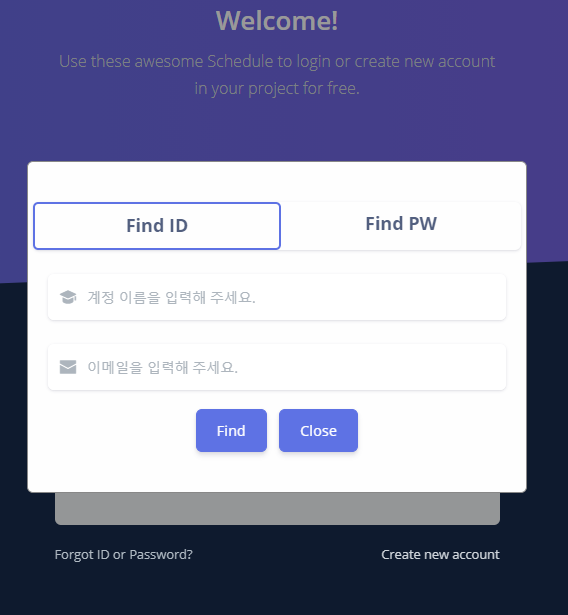 Welcome!
Use these awesome Schedule to login or create new account
in your project for free.
Find ID
Find PW
계정 이름을 입력해 주세요.
이메일을 입력해 주세요.
Find
Close
Forgot ID or Password?
Create new account